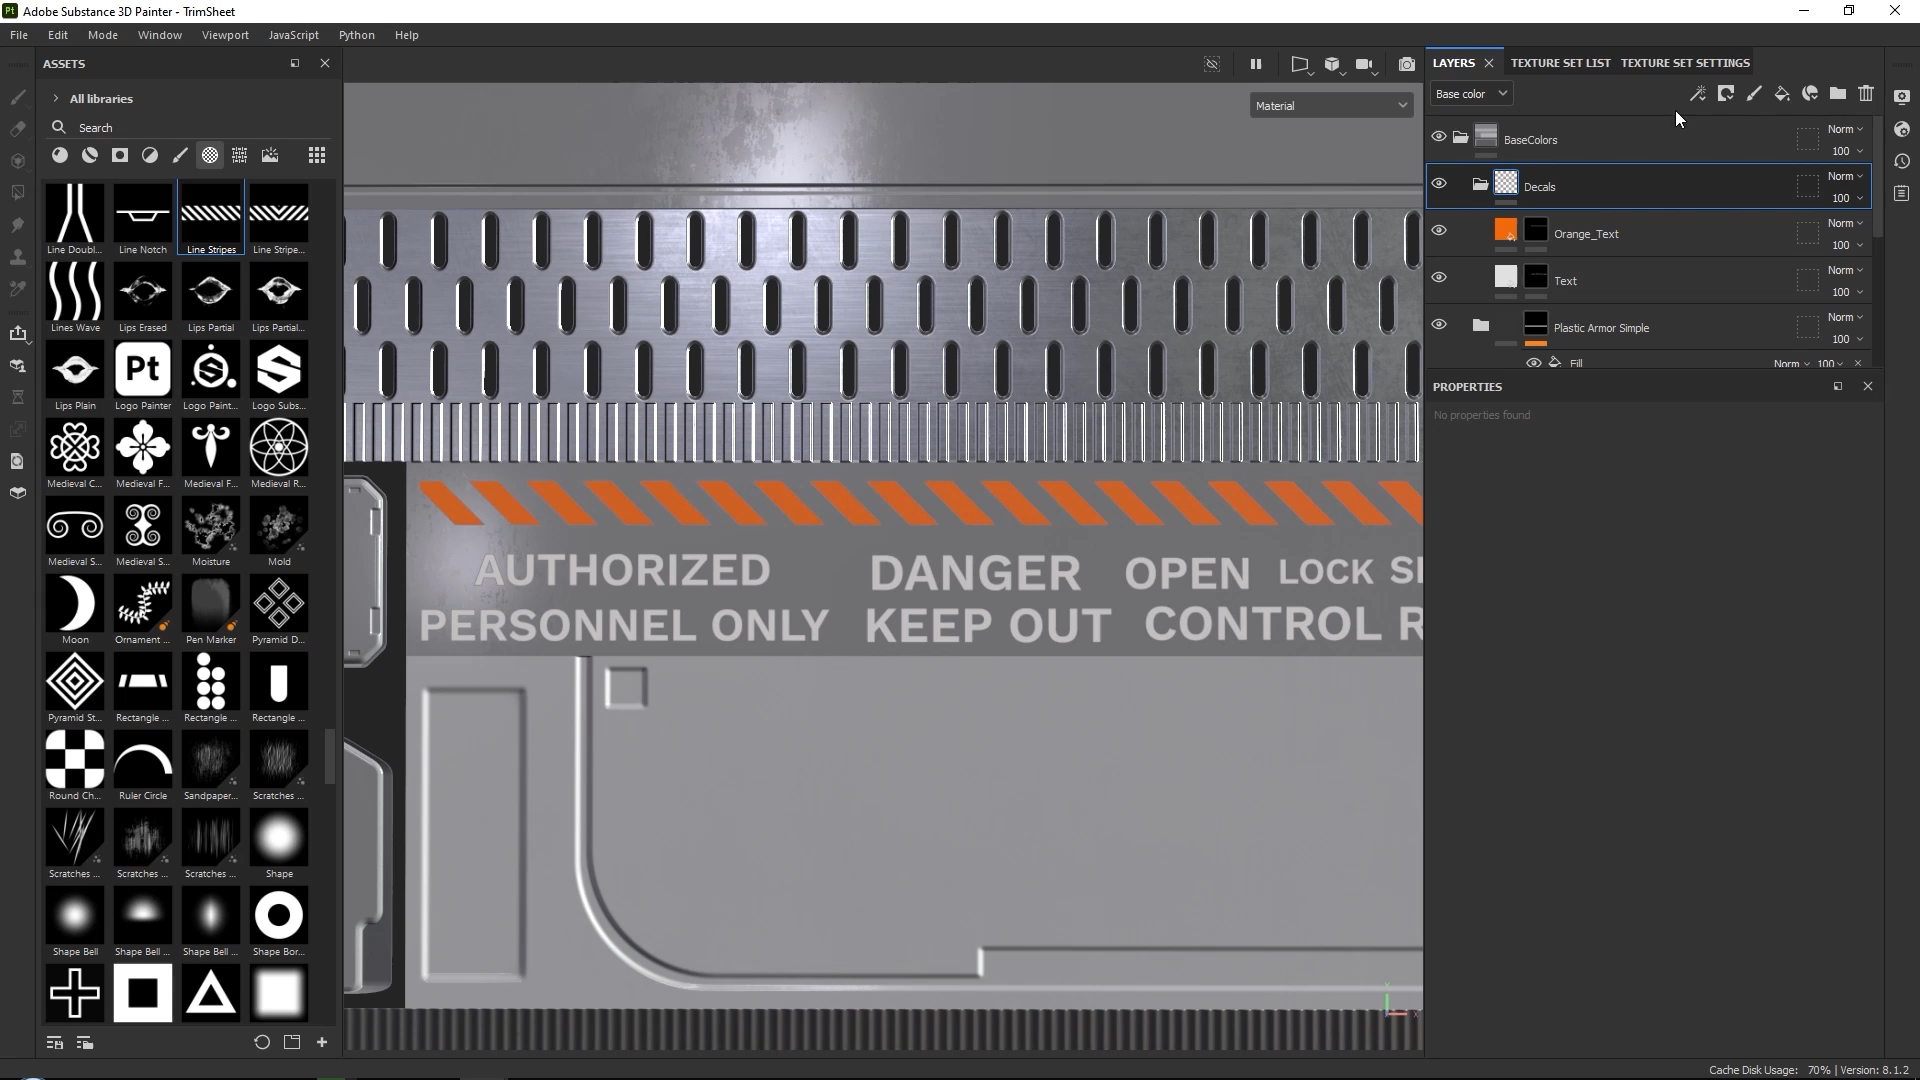 Pt Adobe Substance 3D Painter - TrimSheet
File Edit Mode Window Viewport JavaScript Python Help
ASSETS
All libraries
Search
Line Doubl... Line Notch Line Stripes Line Stripe...
Lines Wave Lips Erased Lips Partial Lips Partial...
Pt
Lips Plain Logo Painter Logo Paint... Logo Subs...
Medieval C... Medieval F... Medieval F... Medieval R...
Medieval S... Medieval S... Moisture Mold
Moon Ornament ... Pen Marker Pyramid D...
Pyramid St... Rectangle ... Rectangle ... Rectangle ...
Round Ch... Ruler Circle Sandpaper... Scratches ...
Scratches ... Scratches ... Scratches ... Shape
Shape Bell Shape Bell ... Shape Bell ... Shape Bor...
Material
AUTHORIZED DANGER OPEN LOCK
PERSONNEL ONLY KEEP OUT CONTROL R
LAYERS TEXTURE SET LIST TEXTURE SET SETTINGS
Base color
BaseColors Norm
100
Decals Norm
100
Orange_Text Norm
100
Text Norm
100
Plastic Armor Simple Norm
100
Fill Norm 100
PROPERTIES
No properties found
Cache Disk Usage: 70% | Version: 8.1.2